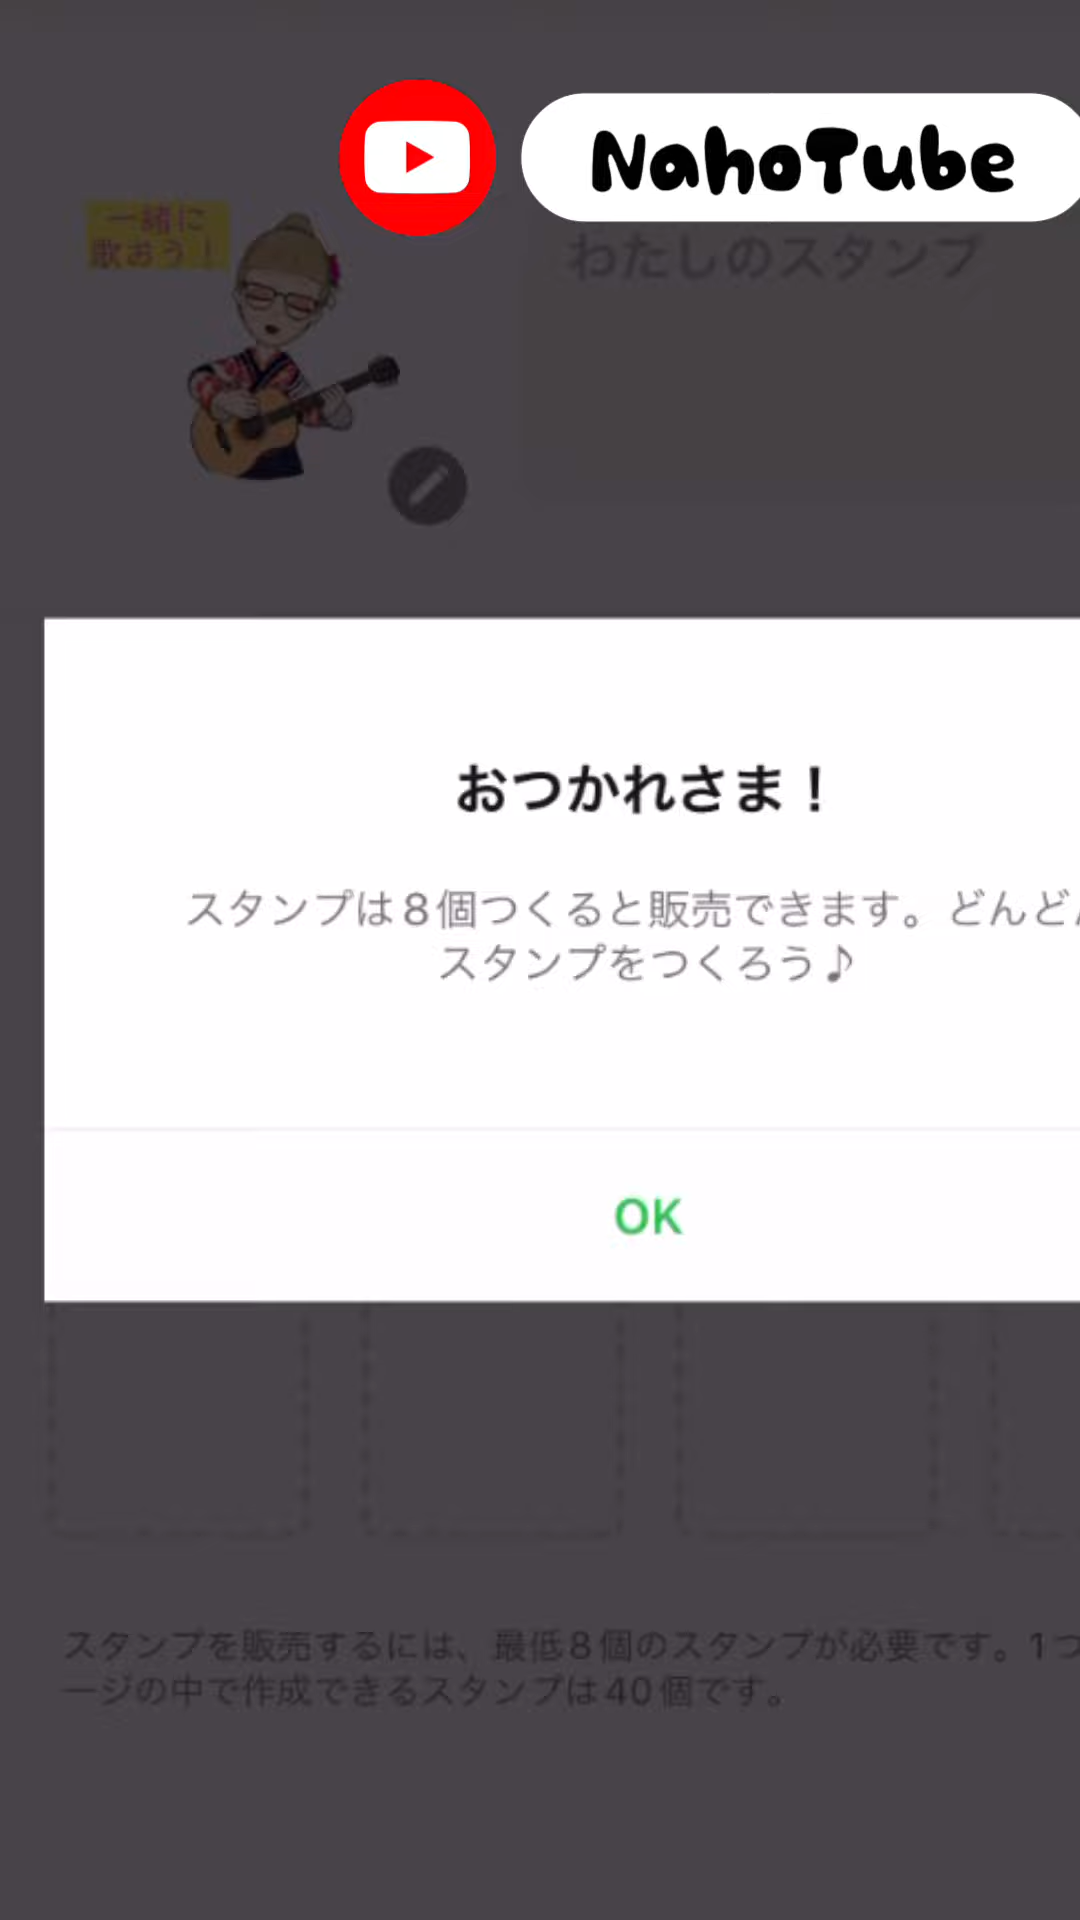 NahoTube
一緒に
歌おう！
わたしのスタンプ
おつかれさま！
スタンプは８個つくると販売できます。どんど
スタンプをつくろう♪
OK
スタンプを販売するには、最低８個のスタンプが必要です。1つ
ージの中で作成できるスタンプは40個です。